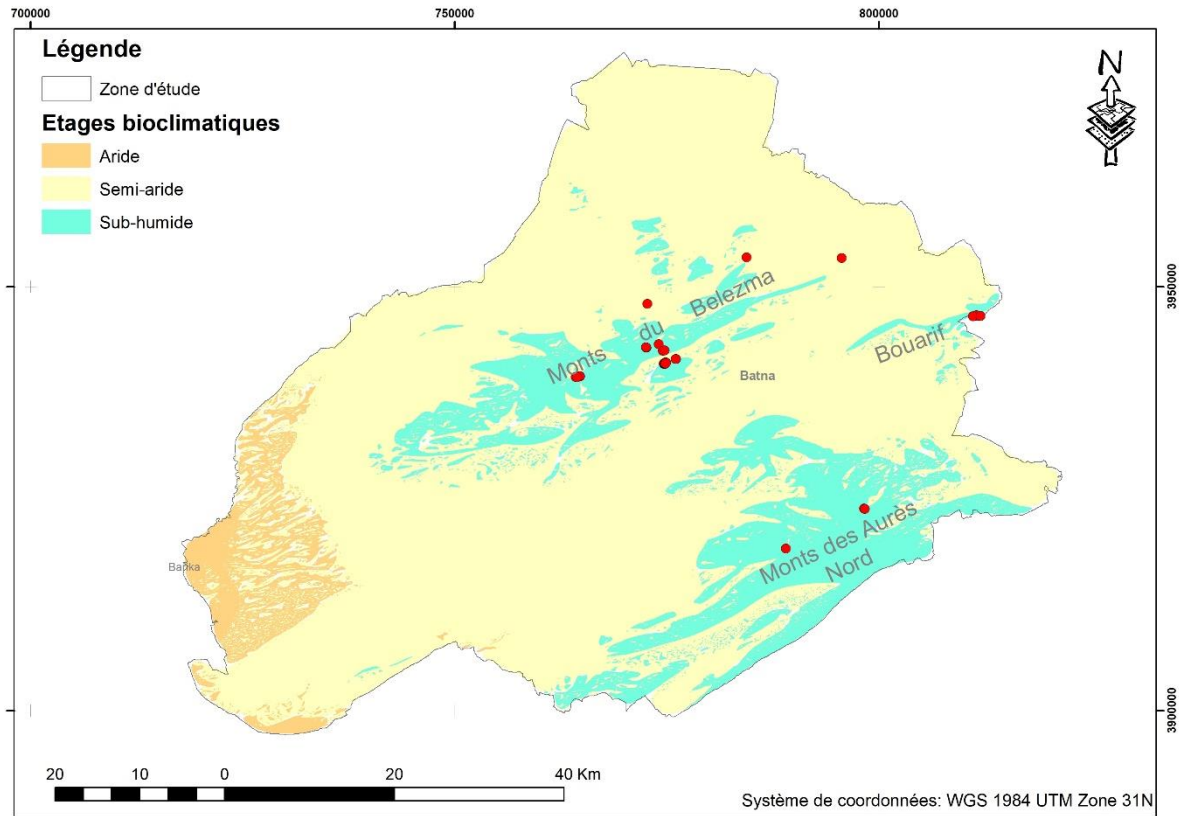 700000 750000 800000
Légende
Zone d'étude
Etages bioclimatiques
Aride
Semi-aride
Sub-humide
N
3950000
Monts du Belezma
Bouarif
Batna
Barika
Monts des Aurès
Nord
3900000
20 10 0 20 40 Km
Système de coordonnées: WGS 1984 UTM Zone 31N